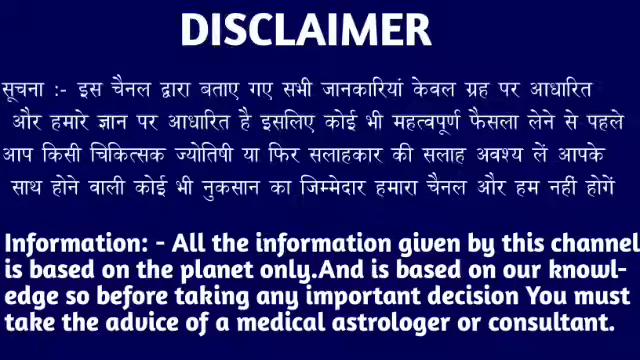 DISCLAIMER
सूचना :- इस चैनल द्वारा बताए गए सभी जानकारियां केवल ग्रह पर आधारित
और हमारे ज्ञान पर आधारित है इसलिए कोई भी महत्वपूर्ण फैसला लेने से पहले
आप किसी चिकित्सक ज्योतिषी या फिर सलाहकार की सलाह अवश्य लें आपके
साथ होने वाली कोई भी नुकसान का जिम्मेदार हमारा चैनल और हम नहीं होगें
Information: - All the information given by this channel
is based on the planet only.And is based on our knowl-
edge so before taking any important decision You must
take the advice of a medical astrologer or consultant.